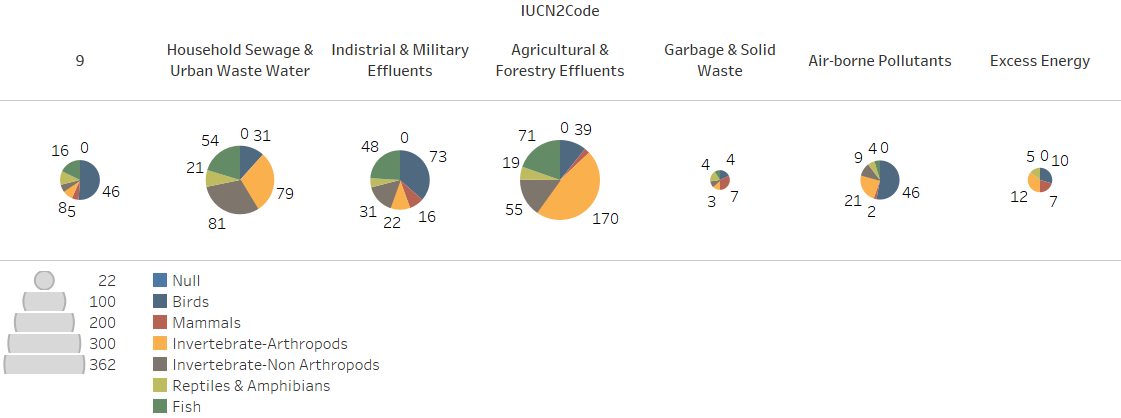 IUCN2Code
9
Household Sewage &
Urban Waste Water
Indistrial & Military
Effluents
Agricultural &
Forestry Effluents
Garbage & Solid
Waste
Air-borne Pollutants
Excess Energy
16 0
46
8 5
54 0 31
21
79
81
48 0
73
31 22 16
71 0 39
19
55 170
4 4
3 7
9 4 0
46
21
2
5 0 10
12 7
22
100
200
300
362
Null
Birds
Mammals
Invertebrate-Arthropods
Invertebrate-Non Arthropods
Reptiles & Amphibians
Fish